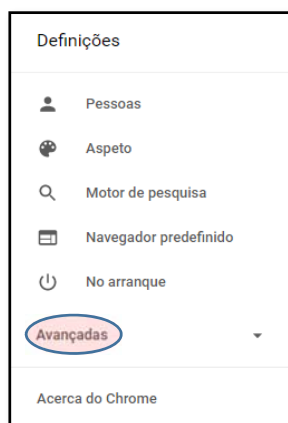 Definições
Pessoas
Aspeto
Motor de pesquisa
Navegador predefinido
No arranque
Avançadas
Acerca do Chrome